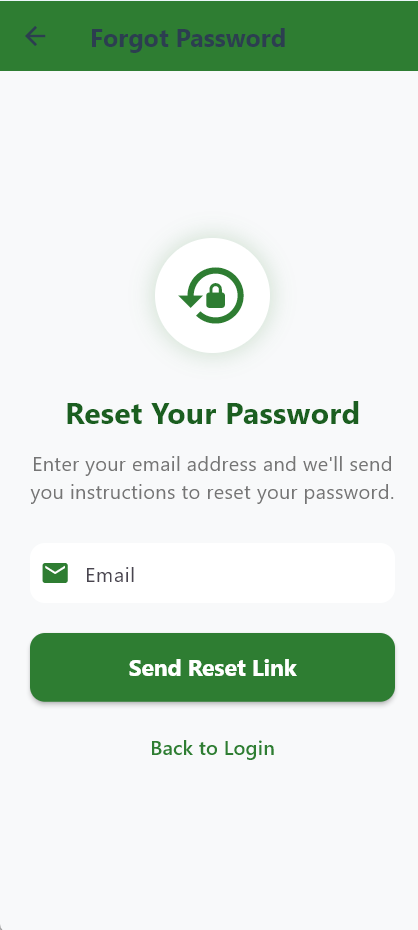 Forgot Password
Reset Your Password
Enter your email address and we'll send
you instructions to reset your password.
Email
Send Reset Link
Back to Login